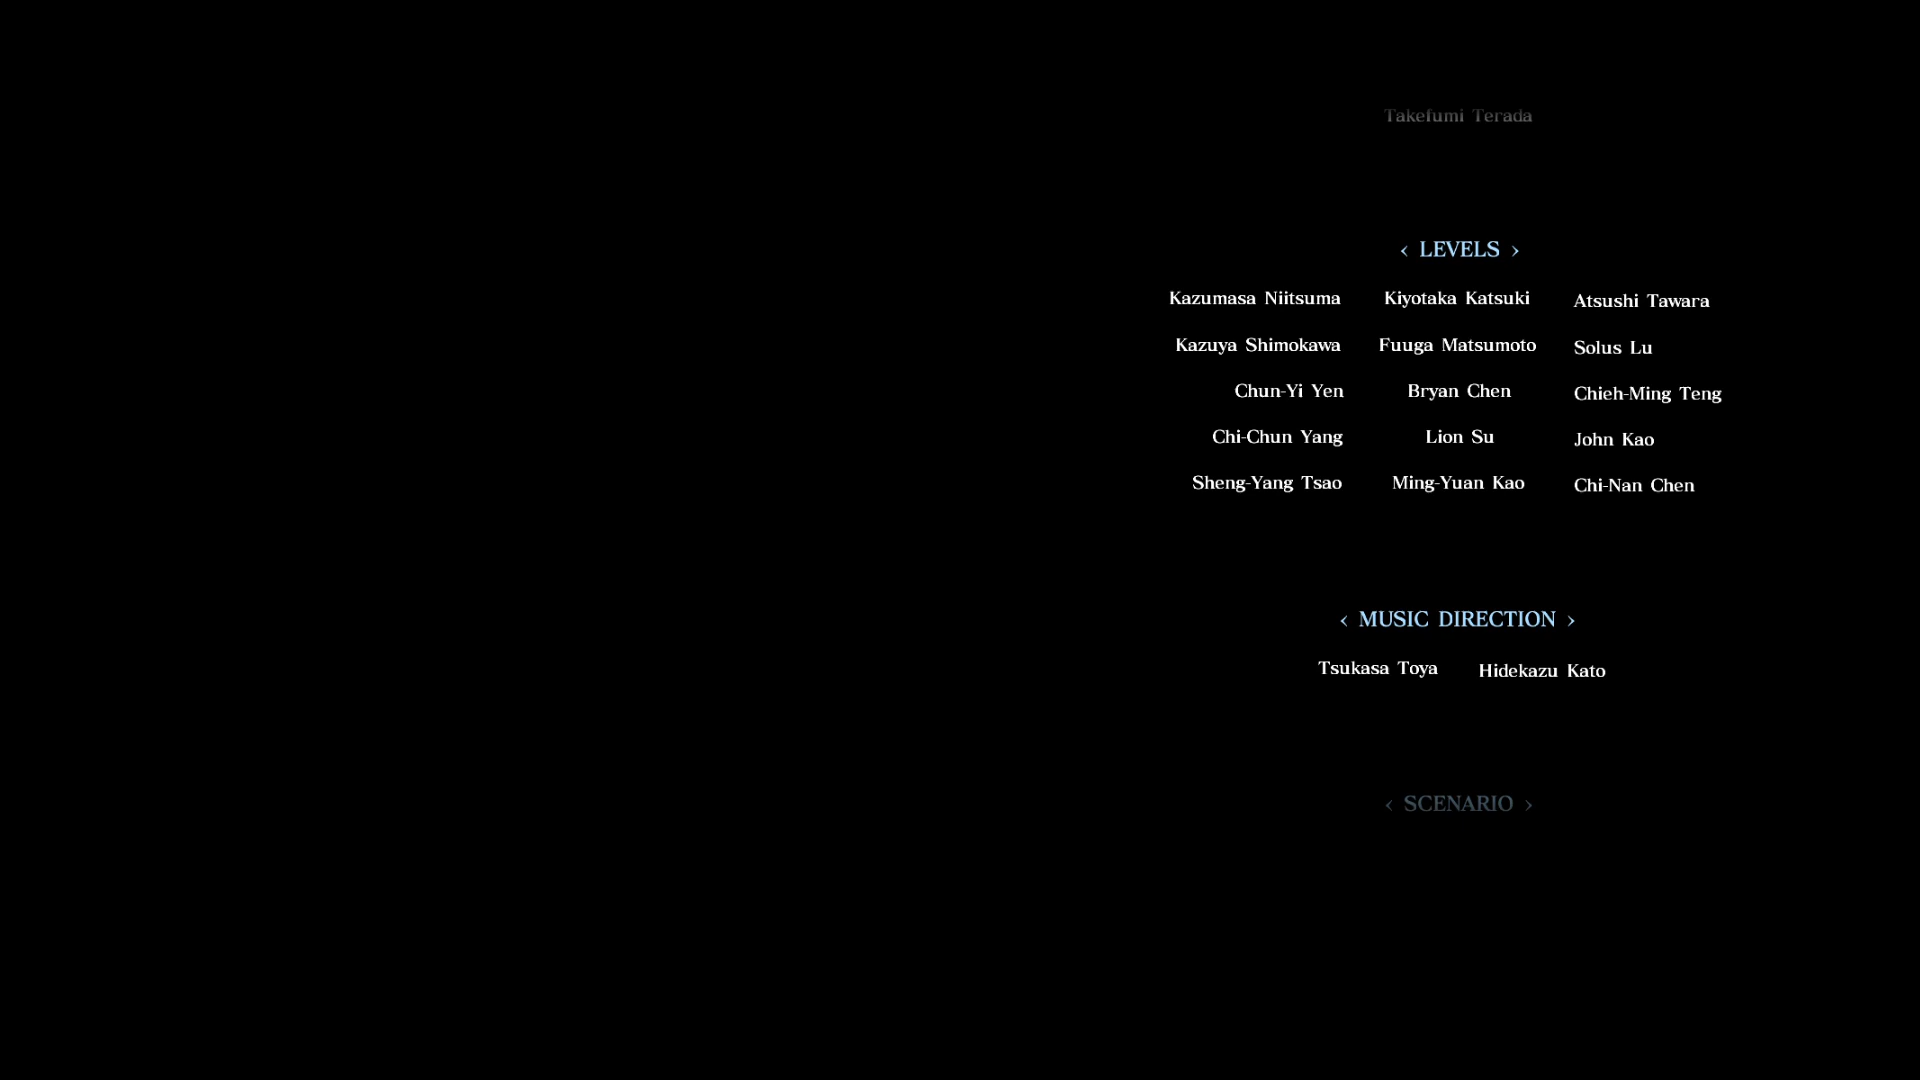 Takefumi Terada
‹ LEVELS ›
Kazumasa Niitsuma Kiyotaka Katsuki Atsushi Tawara
Kazuya Shimokawa Fuuga Matsumoto Solus Lu
Chun-Yi Yen Bryan Chen Chieh-Ming Teng
Chi-Chun Yang Lion Su John Kao
Sheng-Yang Tsao Ming-Yuan Kao Chi-Nan Chen
‹ MUSIC DIRECTION ›
Tsukasa Toya Hidekazu Kato
‹ SCENARIO ›